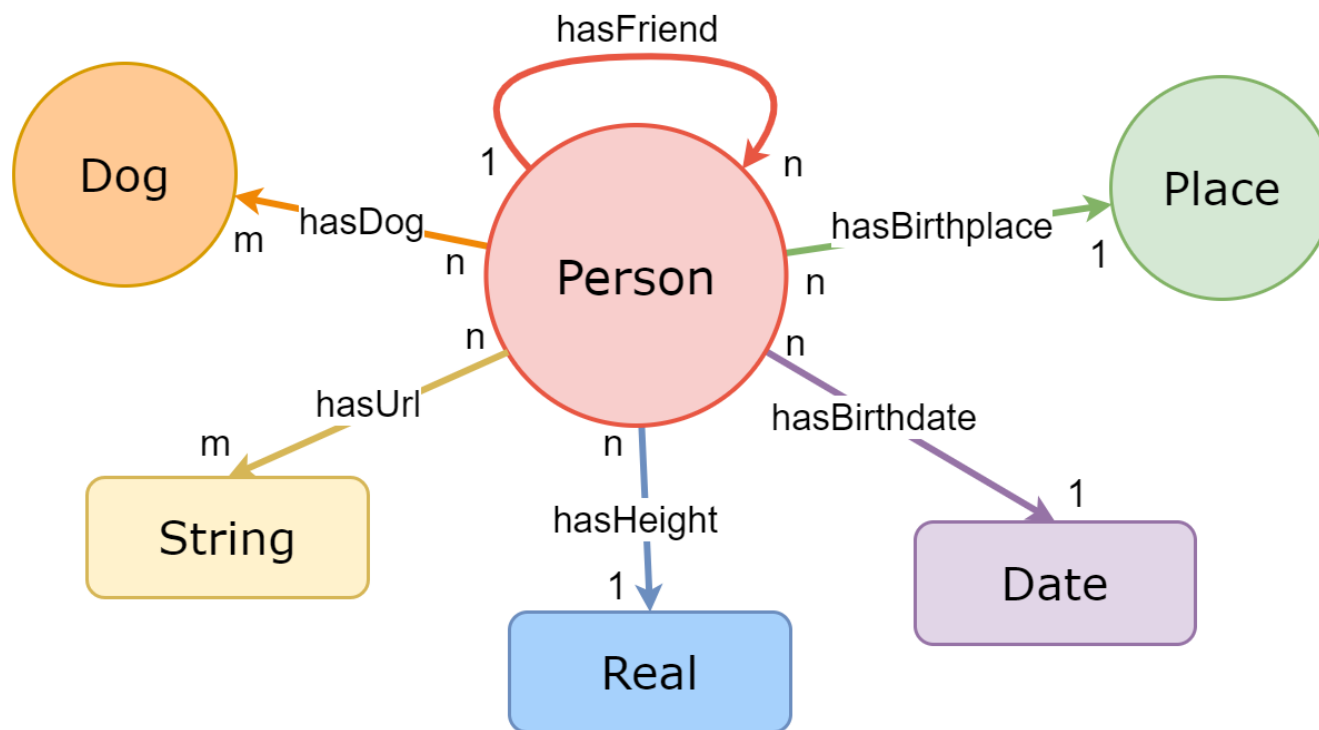 hasFriend
Dog
1
n
Place
hasDog
hasBirthplace
m
n
Person
n
1
n
n
hasUrl
hasBirthdate
m
n
String
hasHeight
1
1
Date
Real